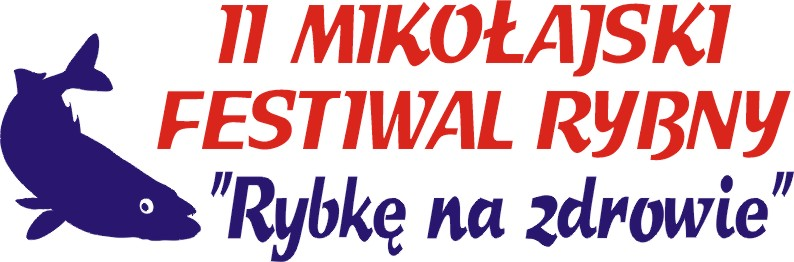 II MIKOŁAJSKI
FESTIWAL RYBNY
"Rybkę na zdrowie"